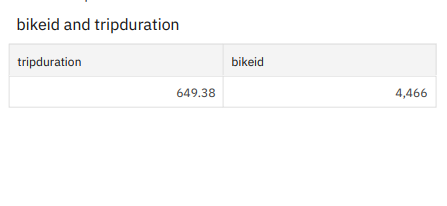 bikeid and tripduration
tripduration bikeid
649.38 4,466